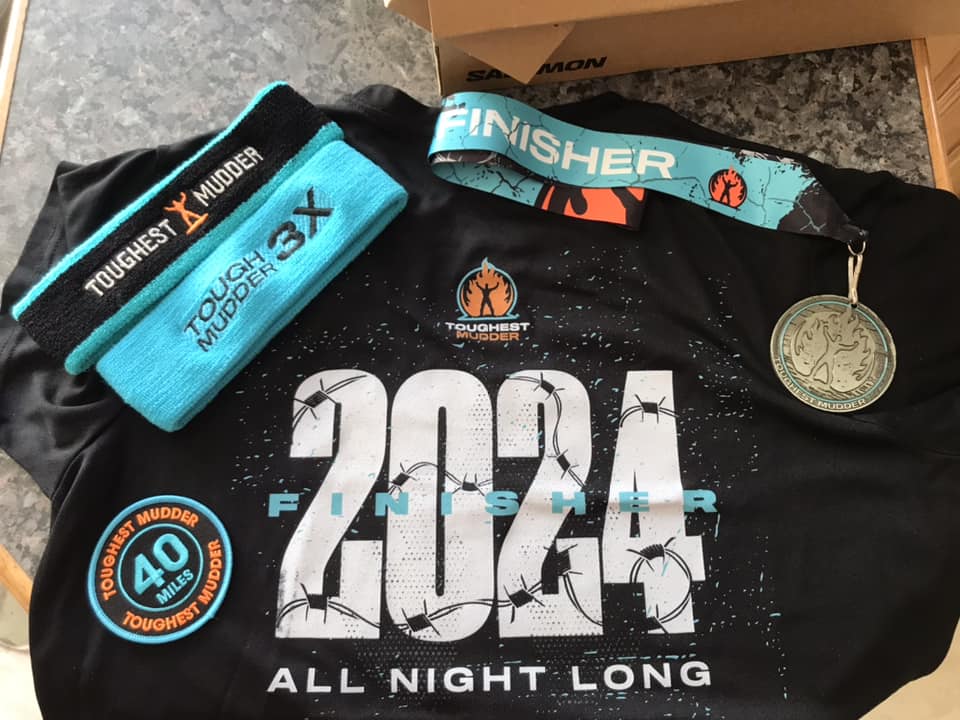 SALOMON
FINISHER
TOUGHEST MUDDER
TOUGH
MUDDER 3X
TOUGHEST
MUDDER
TOUGHEST MUDDER
2024
FINISHER
TOUGHEST MUDDER
40
MILES
TOUGHEST MUDDER
ALL NIGHT LONG